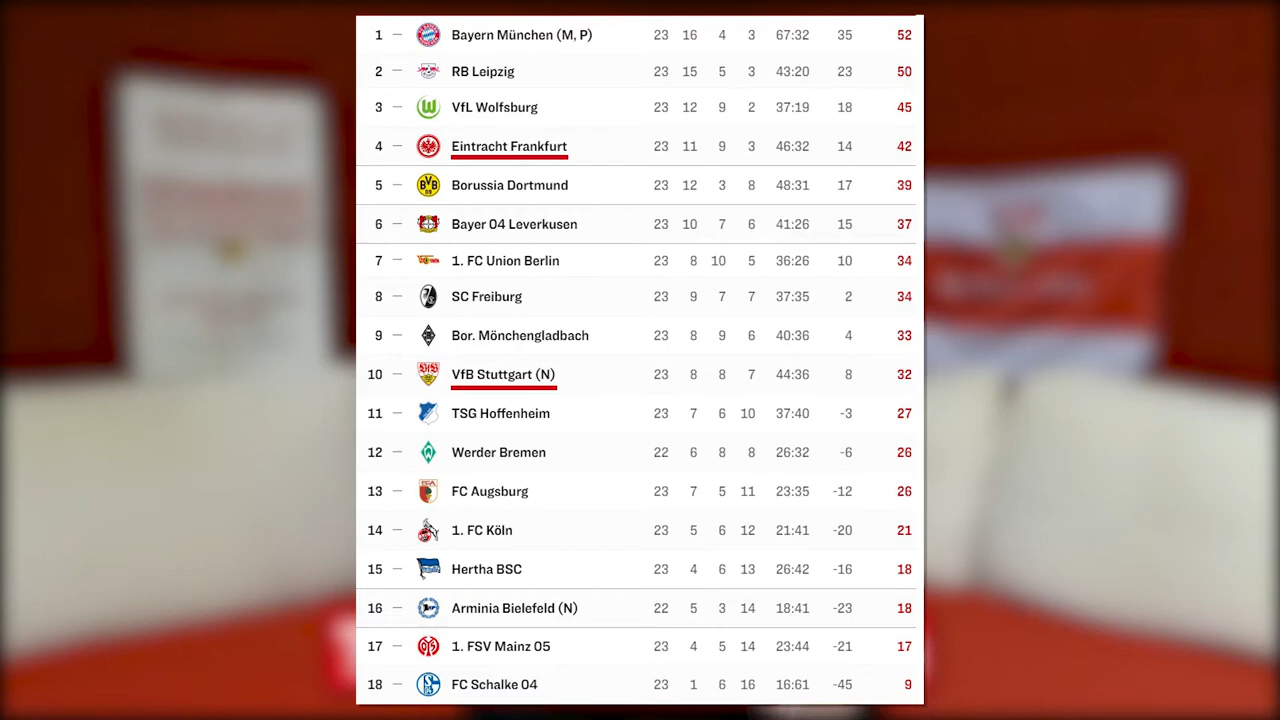 1 — Bayern München (M, P) 23 16 4 3 67:32 35 52
2 — RB Leipzig 23 15 5 3 43:20 23 50
3 — VfL Wolfsburg 23 12 9 2 37:19 18 45
4 — Eintracht Frankfurt 23 11 9 3 46:32 14 42
5 — Borussia Dortmund 23 12 3 8 48:31 17 39
6 — Bayer 04 Leverkusen 23 10 7 6 41:26 15 37
7 — 1. FC Union Berlin 23 8 10 5 36:26 10 34
8 — SC Freiburg 23 9 7 7 37:35 2 34
9 — Bor. Mönchengladbach 23 8 9 6 40:36 4 33
10 — VfB Stuttgart (N) 23 8 8 7 44:36 8 32
11 — TSG Hoffenheim 23 7 6 10 37:40 -3 27
12 — Werder Bremen 22 6 8 8 26:32 -6 26
13 — FC Augsburg 23 7 5 11 23:35 -12 26
14 — 1. FC Köln 23 5 6 12 21:41 -20 21
15 — Hertha BSC 23 4 6 13 26:42 -16 18
16 — Arminia Bielefeld (N) 22 5 3 14 18:41 -23 18
17 — 1. FSV Mainz 05 23 4 5 14 23:44 -21 17
18 — FC Schalke 04 23 1 6 16 16:61 -45 9